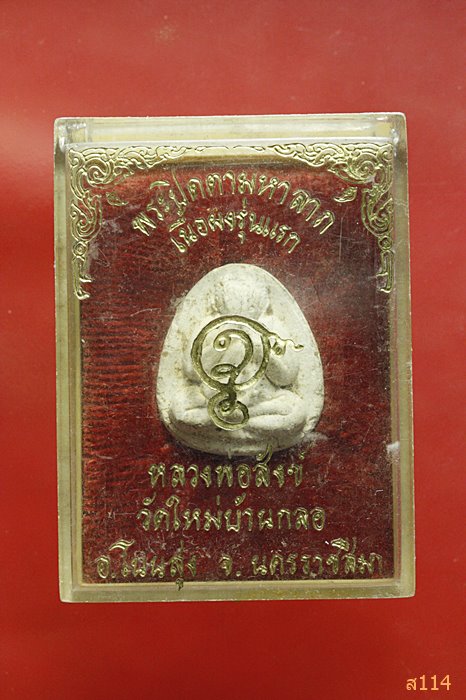 พระปิดตามหาลาภ
เนื้อผงรุ่นแรก
หลวงพ่อสังข์
วัดใหม่บ้านกลอ
อ.โนนสูง จ.นครราชสีมา
ส114